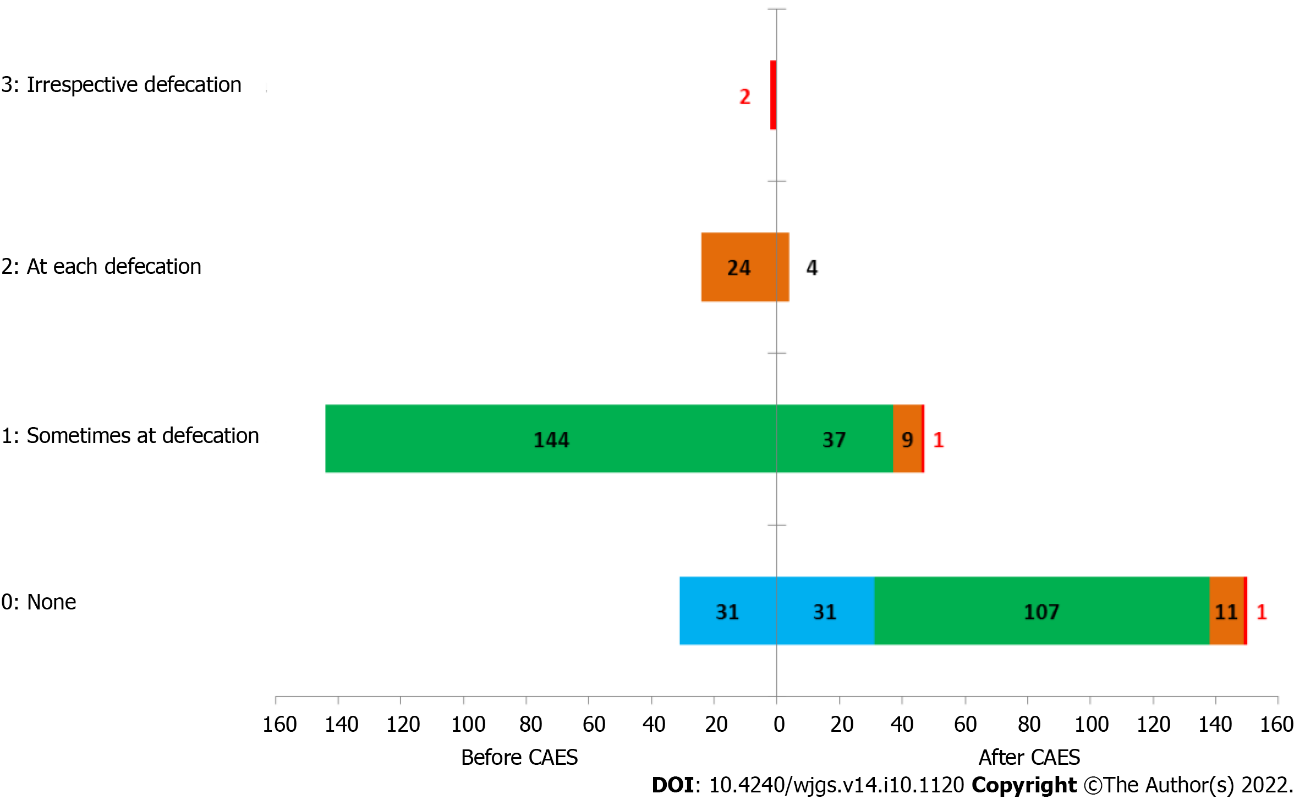 3: Irrespective defecation
2
2: At each defecation
24 4
1: Sometimes at defecation
144 37 9 1
0: None
31 31 107 11 1
160 140 120 100 80 60 40 20 0 20 40 60 80 100 120 140 160
Before CAES After CAES
DOI: 10.4240/wjgs.v14.i10.1120 Copyright ©The Author(s) 2022.